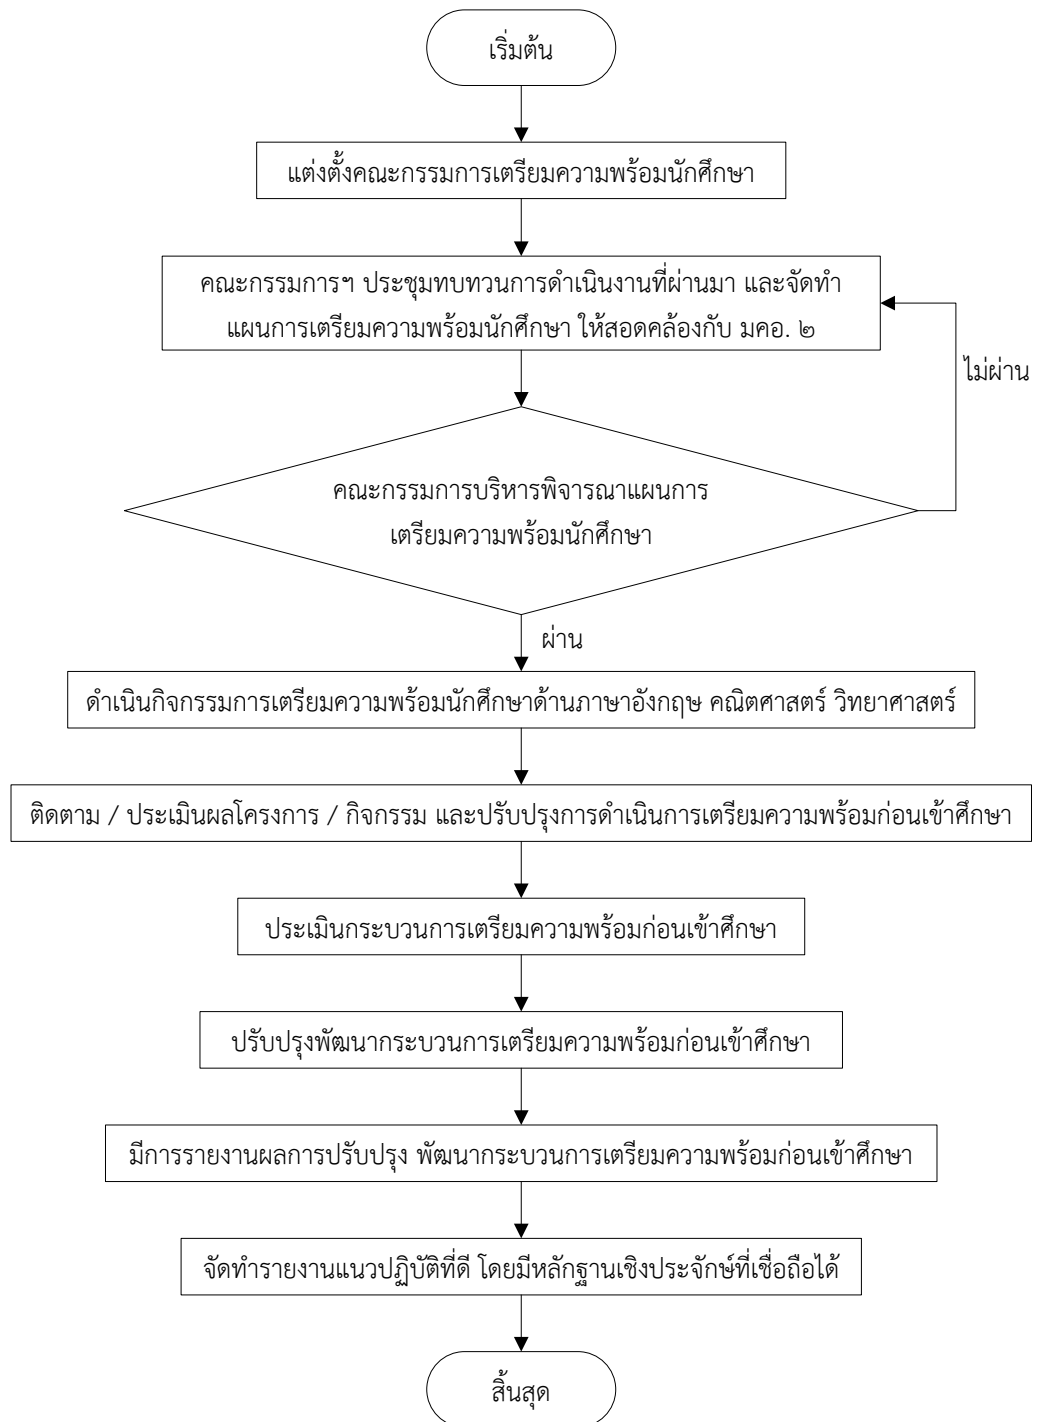 เริ่มต้น
แต่งตั้งคณะกรรมการเตรียมความพร้อมนักศึกษา
คณะกรรมการฯ ประชุมทบทวนการดำเนินงานที่ผ่านมา และจัดทำ
แผนการเตรียมความพร้อมนักศึกษา ให้สอดคล้องกับ มคอ. ๒
ไม่ผ่าน
คณะกรรมการบริหารพิจารณาแผนการ
เตรียมความพร้อมนักศึกษา
ผ่าน
ดำเนินกิจกรรมการเตรียมความพร้อมนักศึกษาด้านภาษาอังกฤษ คณิตศาสตร์ วิทยาศาสตร์
ติดตาม / ประเมินผลโครงการ / กิจกรรม และปรับปรุงการดำเนินการเตรียมความพร้อมก่อนเข้าศึกษา
ประเมินกระบวนการเตรียมความพร้อมก่อนเข้าศึกษา
ปรับปรุงพัฒนากระบวนการเตรียมความพร้อมก่อนเข้าศึกษา
มีการรายงานผลการปรับปรุง พัฒนากระบวนการเตรียมความพร้อมก่อนเข้าศึกษา
จัดทำรายงานแนวปฏิบัติที่ดี โดยมีหลักฐานเชิงประจักษ์ที่เชื่อถือได้
สิ้นสุด